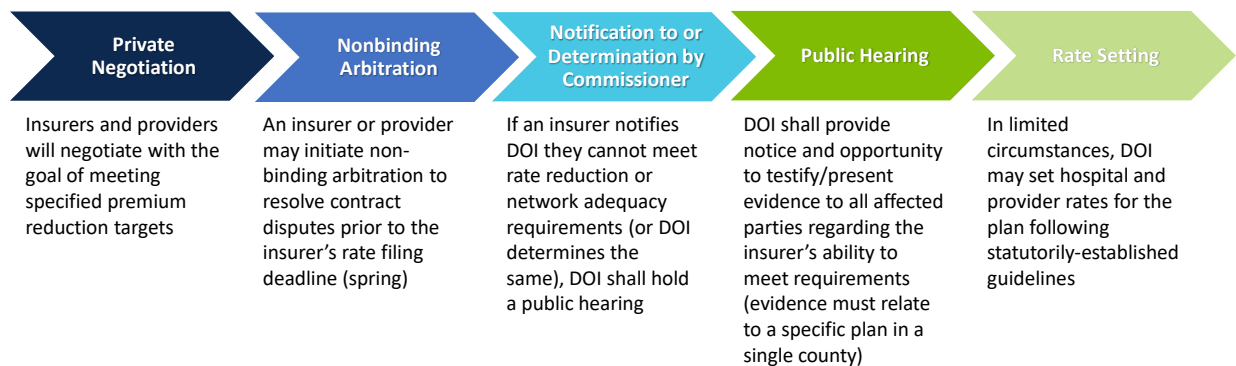 Private
Negotiation
Nonbinding
Arbitration
Notification to or
Determination by
Commissioner
Public Hearing
Rate Setting
Insurers and providers
will negotiate with the
goal of meeting
specified premium
reduction targets
An insurer or provider
may initiate non-
binding arbitration to
resolve contract
disputes prior to the
insurer’s rate filing
deadline (spring)
If an insurer notifies
DOI they cannot meet
rate reduction or
network adequacy
requirements (or DOI
determines the
same), DOI shall hold
a public hearing
DOI shall provide
notice and opportunity
to testify/present
evidence to all affected
parties regarding the
insurer’s ability to
meet requirements
(evidence must relate
to a specific plan in a
single county)
In limited
circumstances, DOI
may set hospital and
provider rates for the
plan following
statutorily-established
guidelines